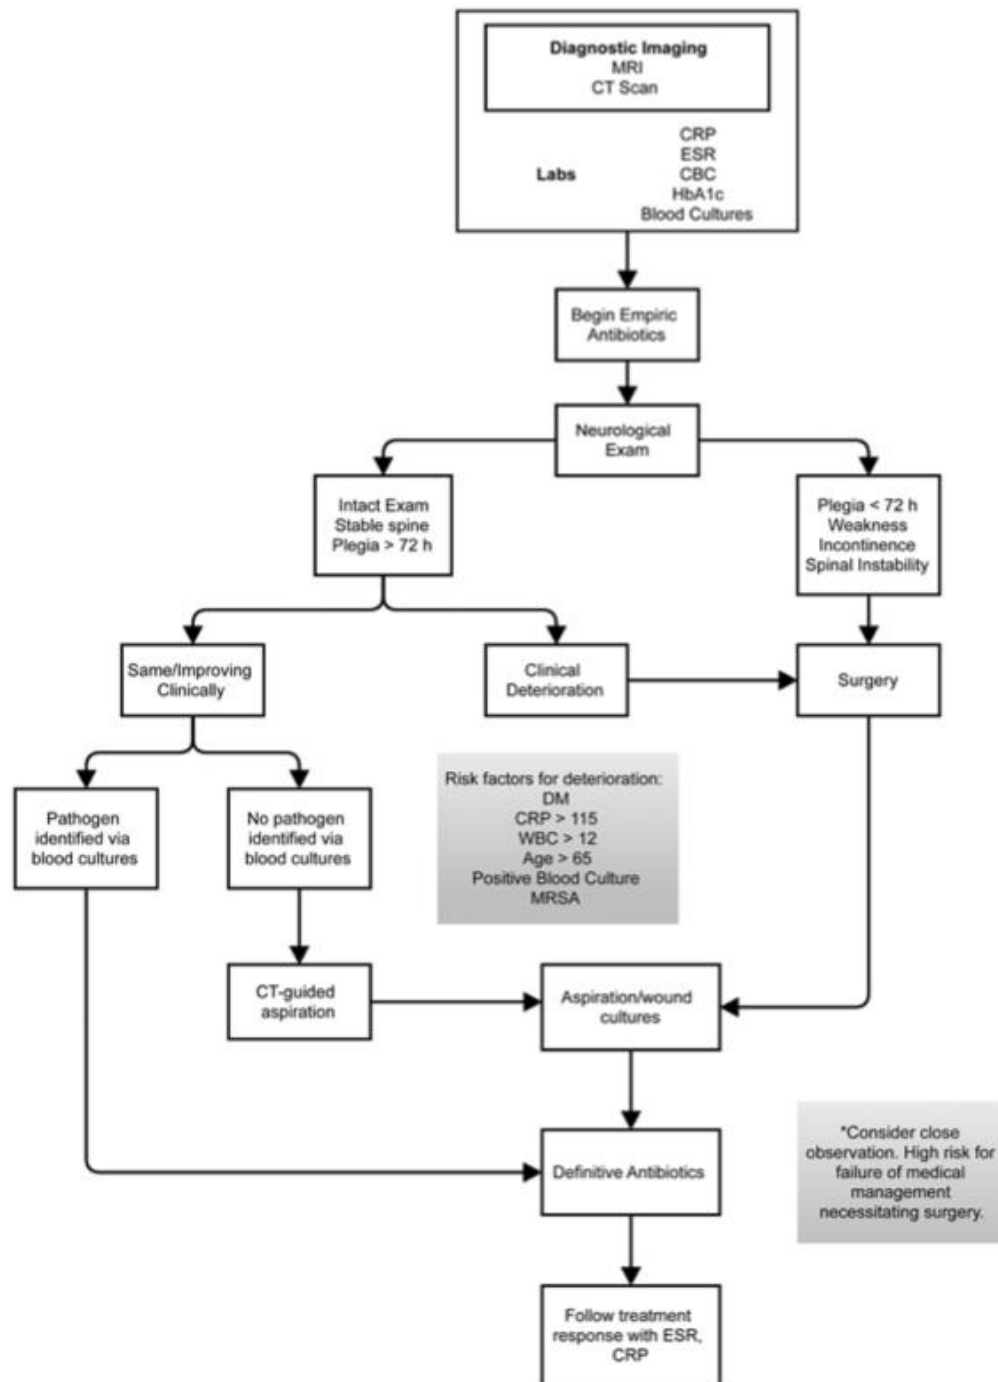 Diagnostic Imaging
MRI
CT Scan
Labs
CRP
ESR
CBC
HbA1c
Blood Cultures
Begin Empiric
Antibiotics
Neurological
Exam
Intact Exam
Stable spine
Plegia > 72 h
Plegia < 72 h
Weakness
Incontinence
Spinal Instability
Same/Improving
Clinically
Clinical
Deterioration
Surgery
Pathogen
identified via
blood cultures
No pathogen
identified via
blood cultures
Risk factors for deterioration:
DM
CRP > 115
WBC > 12
Age > 65
Positive Blood Culture
MRSA
CT-guided
aspiration
Aspiration/wound
cultures
*Consider close
observation. High risk for
failure of medical
management
necessitating surgery.
Definitive Antibiotics
Follow treatment
response with ESR,
CRP